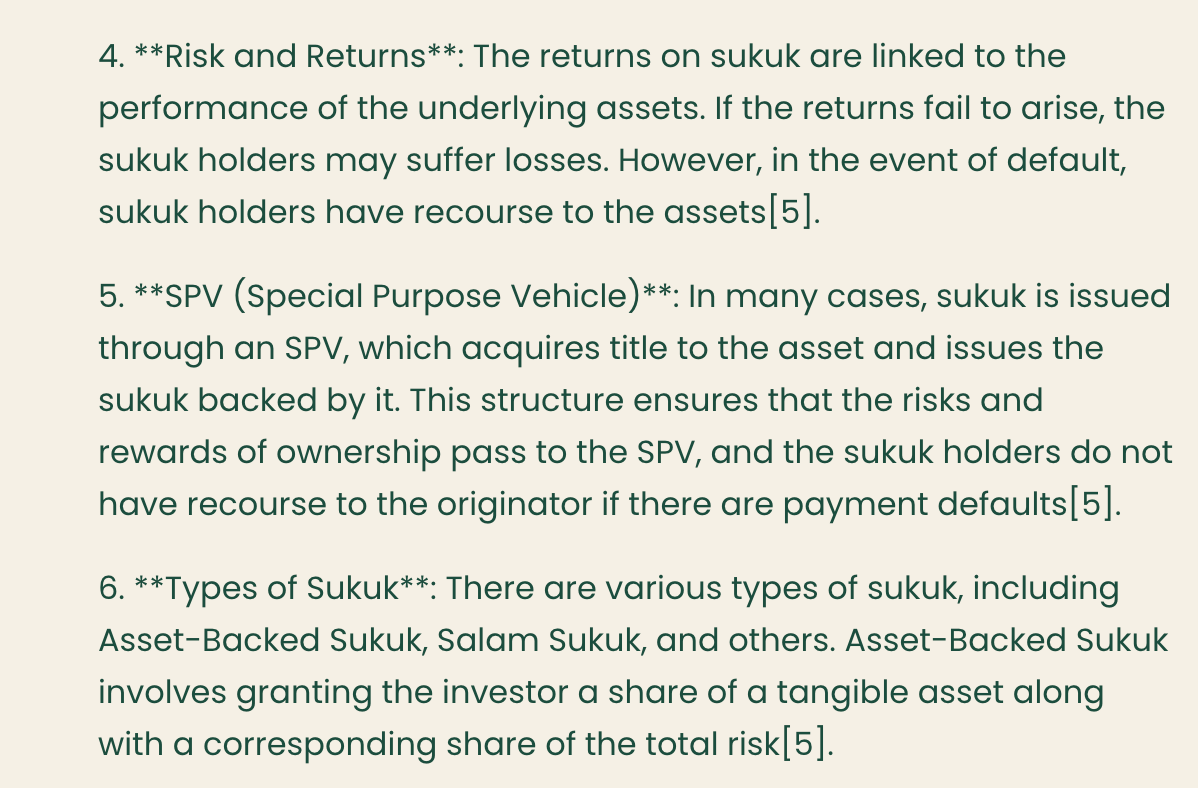 4. **Risk and Returns**: The returns on sukuk are linked to the
performance of the underlying assets. If the returns fail to arise, the
sukuk holders may suffer losses. However, in the event of default,
sukuk holders have recourse to the assets[5].
5. **SPV (Special Purpose Vehicle)**: In many cases, sukuk is issued
through an SPV, which acquires title to the asset and issues the
sukuk backed by it. This structure ensures that the risks and
rewards of ownership pass to the SPV, and the sukuk holders do not
have recourse to the originator if there are payment defaults[5].
6. **Types of Sukuk**: There are various types of sukuk, including
Asset-Backed Sukuk, Salam Sukuk, and others. Asset-Backed Sukuk
involves granting the investor a share of a tangible asset along
with a corresponding share of the total risk[5].